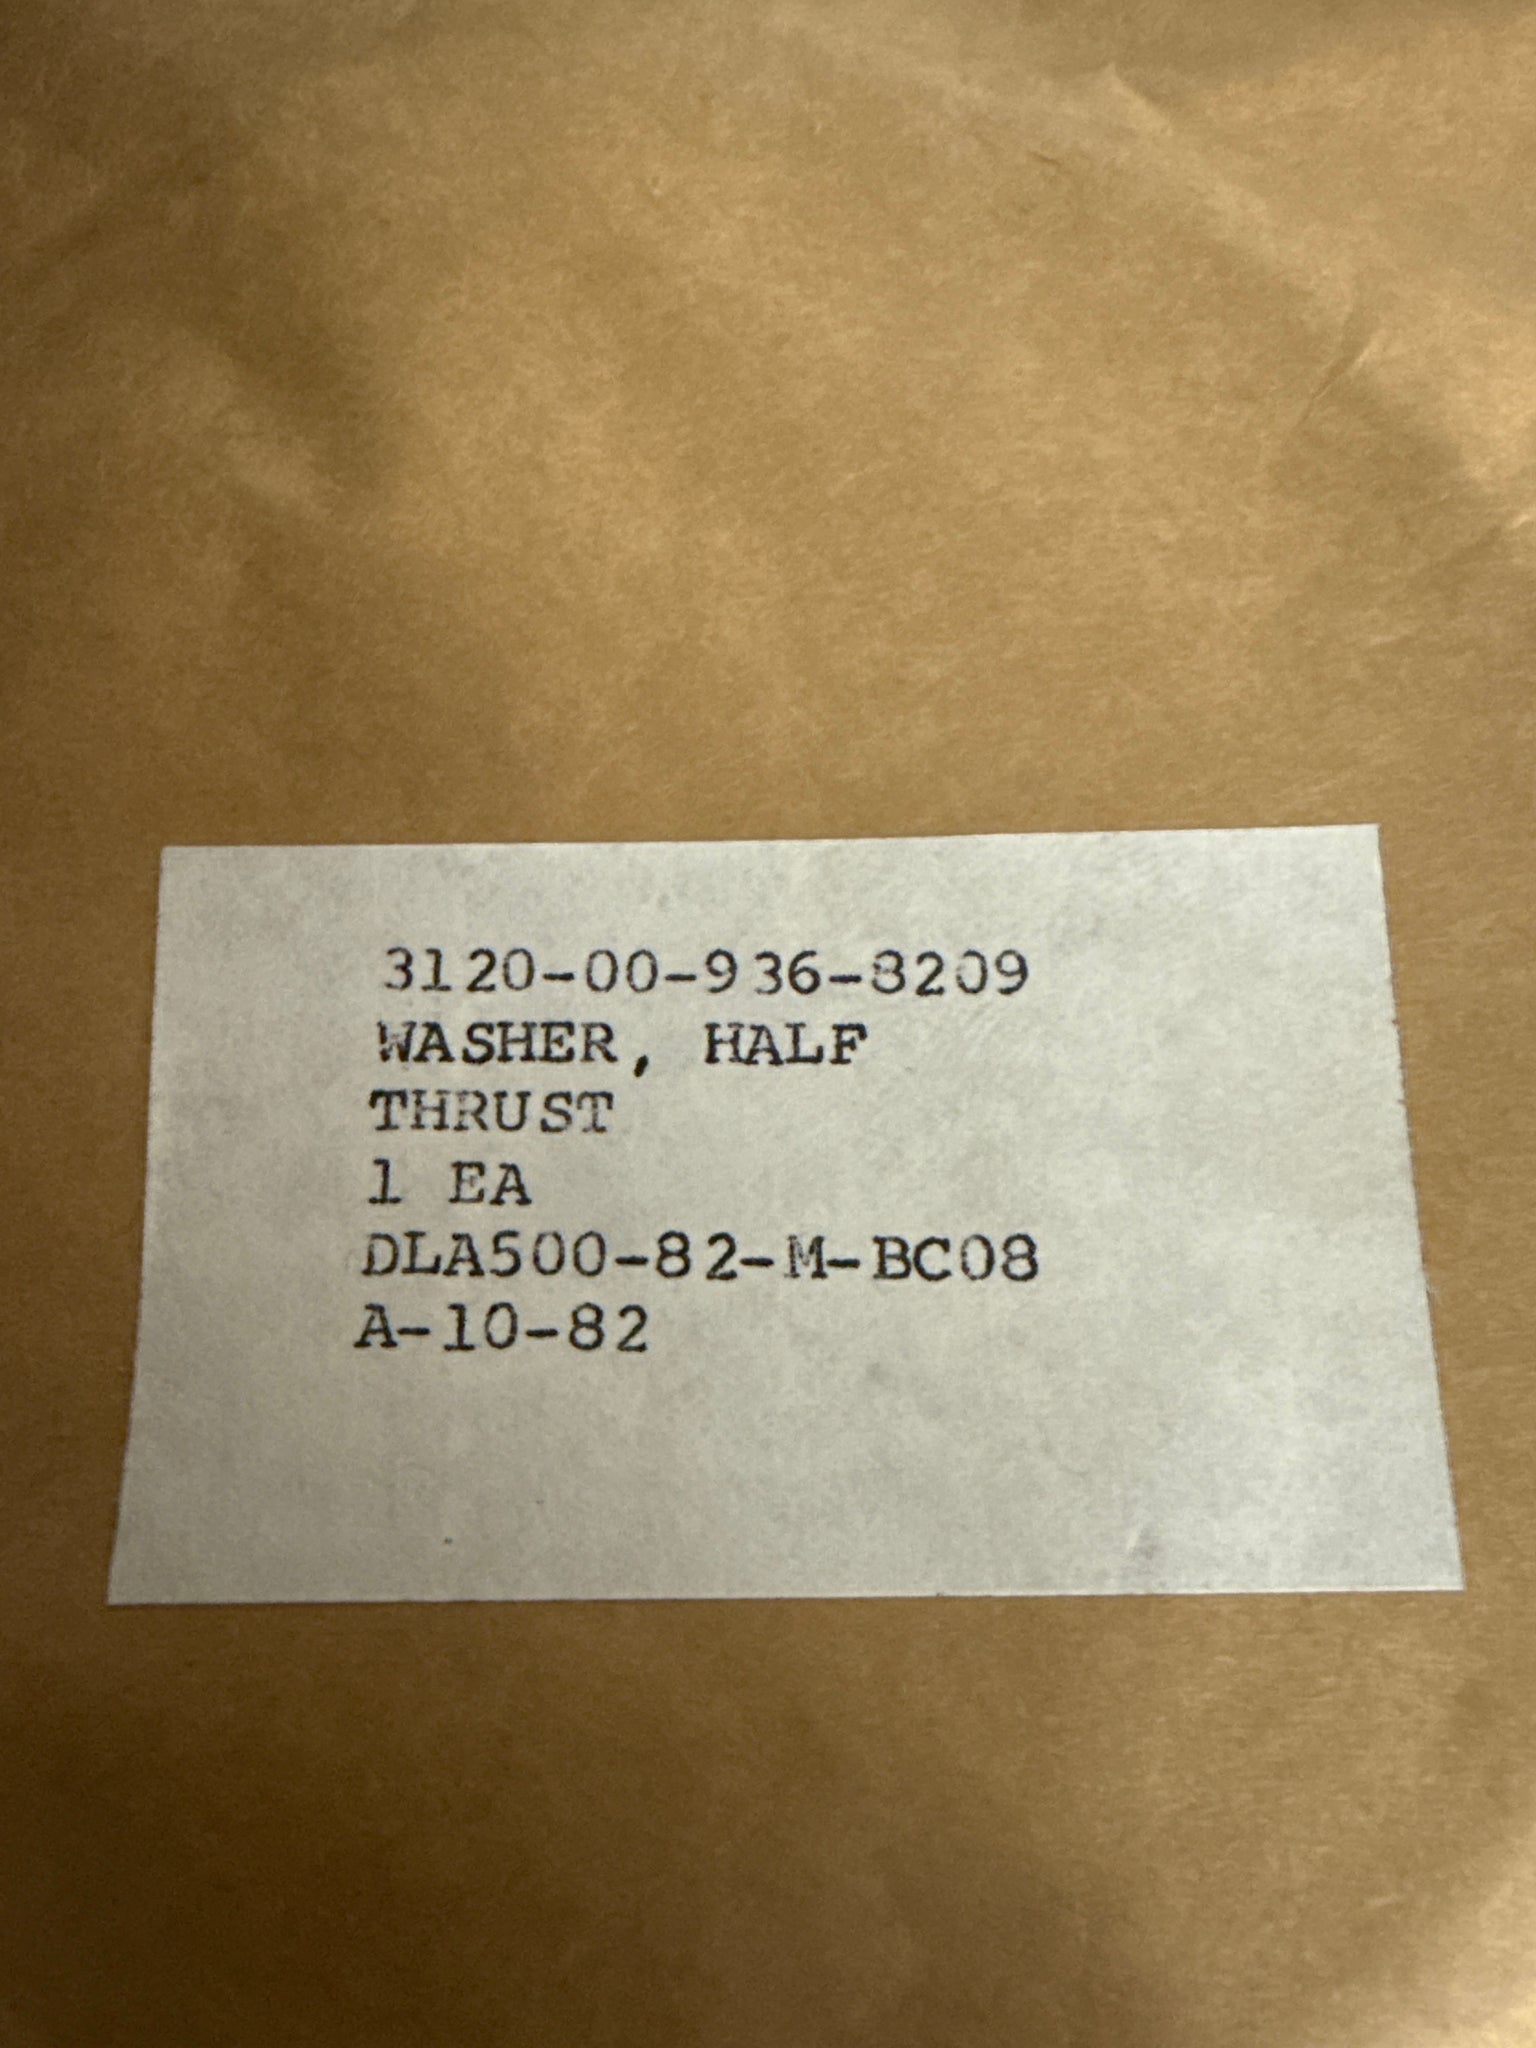 3120-00-936-8209
WASHER, HALF
THRUST
1 EA
DLA500-82-M-BC08
A-10-82